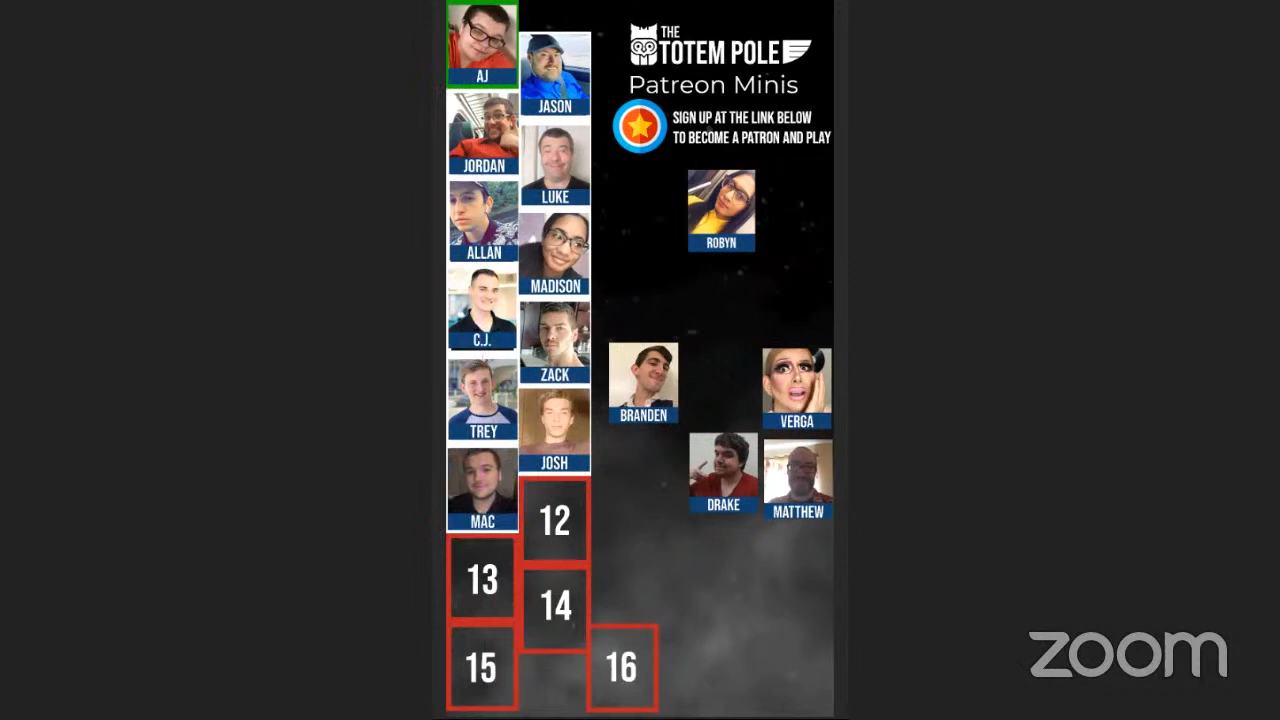 THE
TOTEM POLE
Patreon Minis
SIGN UP AT THE LINK BELOW
TO BECOME A PATRON AND PLAY
AJ
JASON
JORDAN
LUKE
ALLAN
MADISON
C.J.
ZACK
TREY
JOSH
MAC
12
13
14
15
16
ROBYN
BRANDEN
VERGA
DRAKE
MATTHEW
zoom